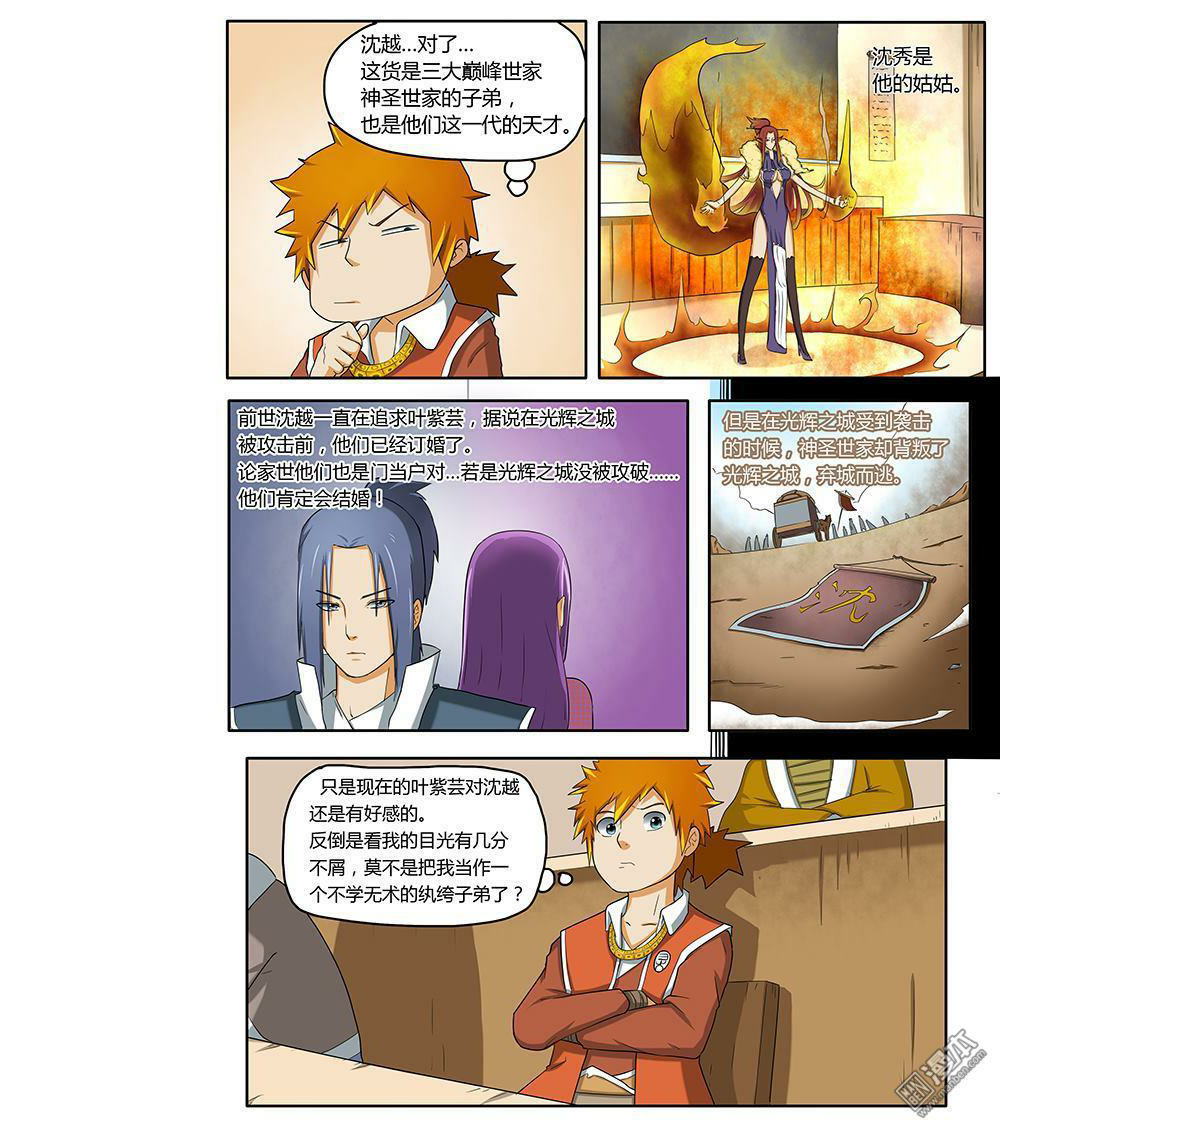 沈越…对了…
这货是三大巅峰世家
神圣世家的子弟，
也是他们这一代的天才。
沈秀是
他的姑姑。
前世沈越一直在追求叶紫芸，据说在光辉之城
被攻击前，他们已经订婚了。
论家世他们也是门当户对…若是光辉之城没被攻破……
他们肯定会结婚！
但是在光辉之城受到袭击
的时候，神圣世家却背叛了
光辉之城，弃城而逃。
沈
只是现在的叶紫芸对沈越
还是有好感的。
反倒是看我的目光有几分
不屑，莫不是把我当作一
个不学无术的纨绔子弟了？
漫本
www.manben.com